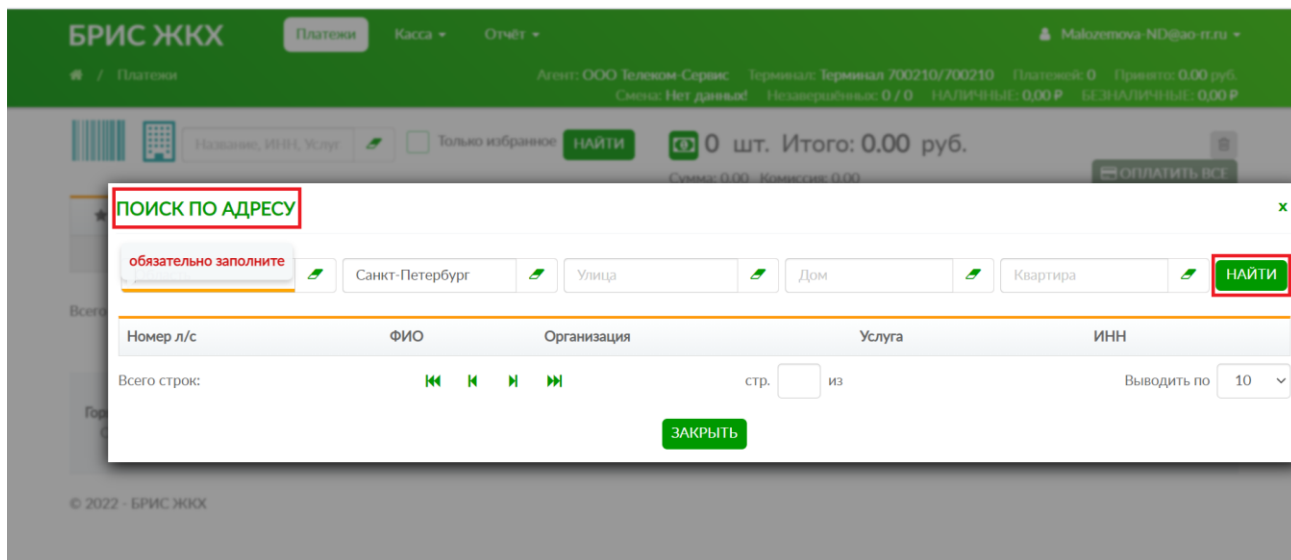 БРИС ЖКХ Платежи Касса Отчёт Malozemova-ND@ao-rr.ru
/ Платежи Агент: ООО Телеком-Сервис Терминал: Терминал 700210/700210 Платежей: 0 Принято: 0.00 руб.
Смена: Нет данных! Незавершённых: 0 / 0 НАЛИЧНЫЕ: 0,00 ₽ БЕЗНАЛИЧНЫЕ: 0,00 ₽
Название, ИНН, Услуг Только избранное НАЙТИ 0 шт. Итого: 0.00 руб.
Сумма: 0.00 Комиссия: 0.00 ОПЛАТИТЬ ВСЕ
ПОИСК ПО АДРЕСУ x
обязательно заполните Санкт-Петербург Улица Дом Квартира НАЙТИ
Всего
Номер л/с ФИО Организация Услуга ИНН
Всего строк: стр. из Выводить по 10
ЗАКРЫТЬ
© 2022 - БРИС ЖКХ